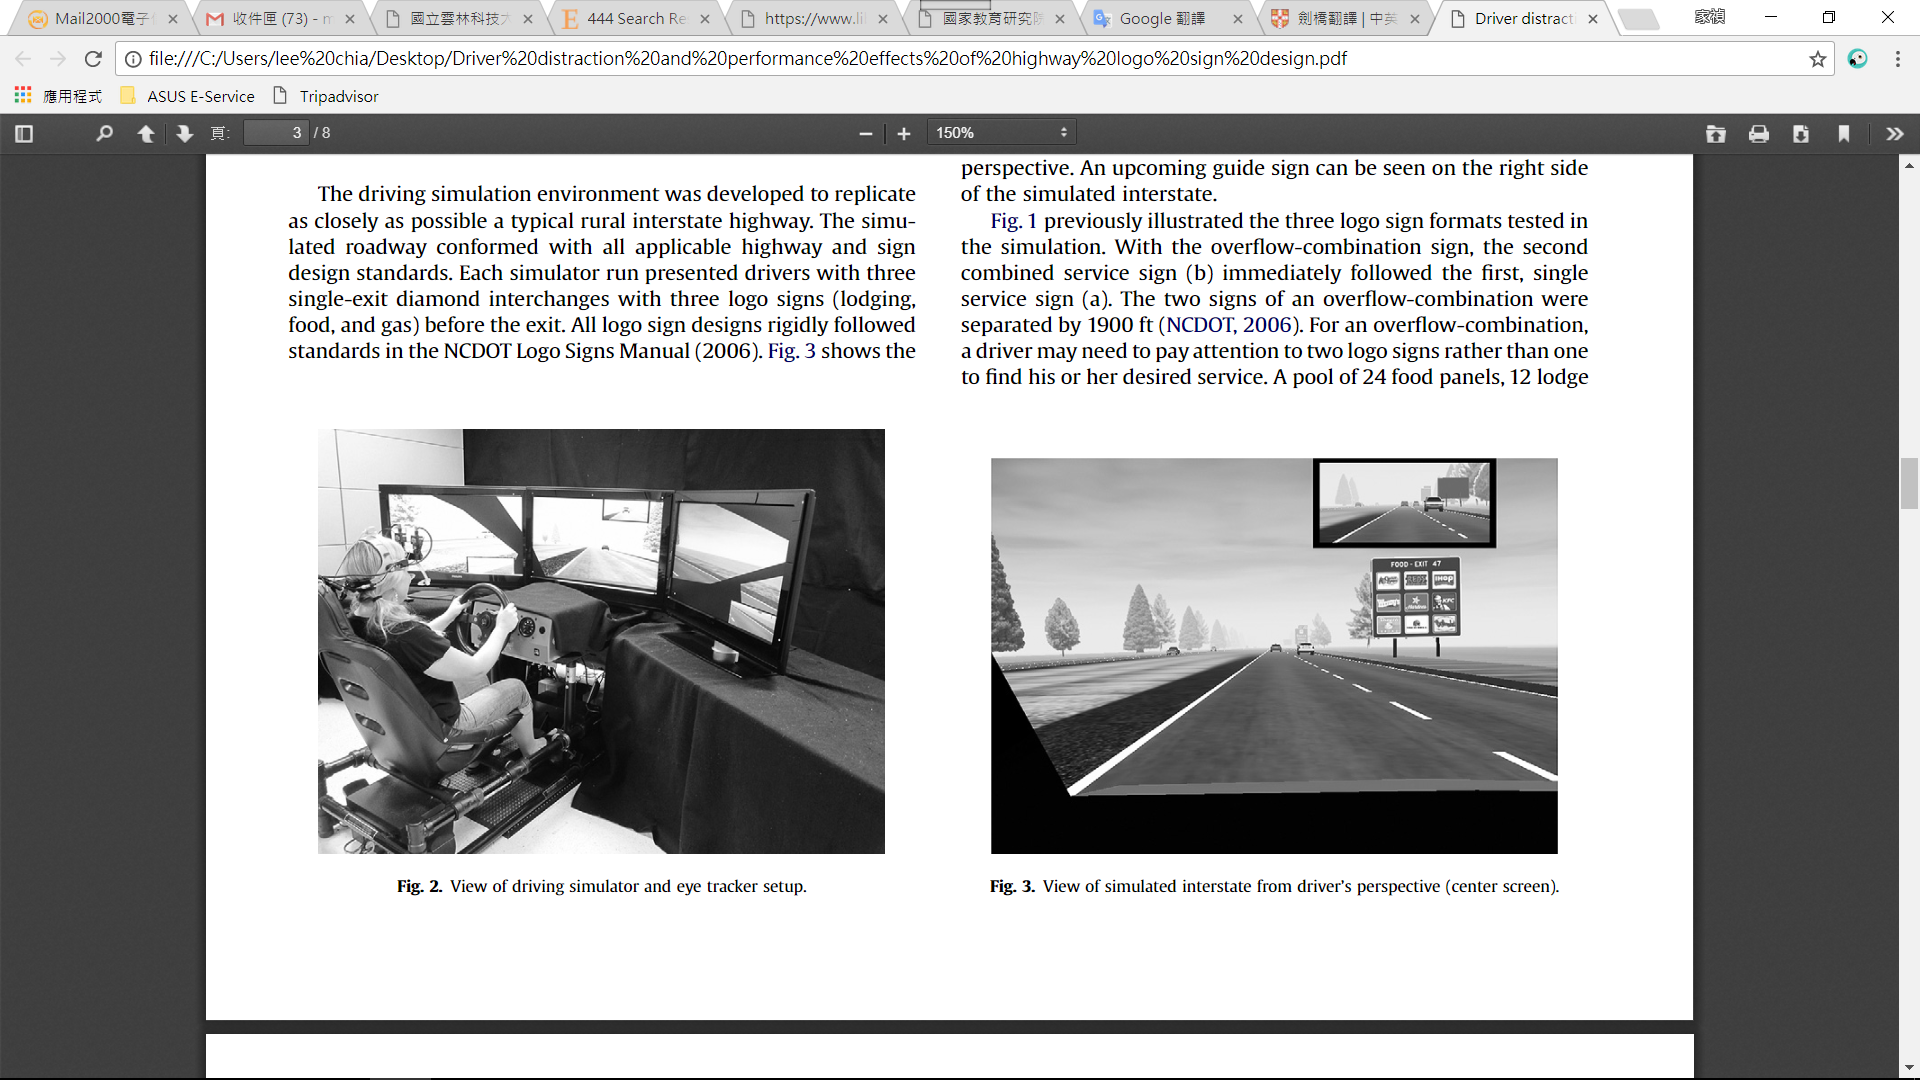 Mail2000電子
收件匣 (73) - m
國立雲林科技大
444 Search Re
https://www.li
國家教育研究院
Google 翻譯
劍橋翻譯 | 中英
Driver distract
家禎
file:///C:/Users/lee%20chia/Desktop/Driver%20distraction%20and%20performance%20effects%20of%20highway%20logo%20sign%20design.pdf
應用程式
ASUS E-Service
Tripadvisor
頁: 3 / 8
150%
The driving simulation environment was developed to replicate
as closely as possible a typical rural interstate highway. The simu-
lated roadway conformed with all applicable highway and sign
design standards. Each simulator run presented drivers with three
single-exit diamond interchanges with three logo signs (lodging,
food, and gas) before the exit. All logo sign designs rigidly followed
standards in the NCDOT Logo Signs Manual (2006). Fig. 3 shows the
Fig. 2. View of driving simulator and eye tracker setup.
perspective. An upcoming guide sign can be seen on the right side
of the simulated interstate.
Fig. 1 previously illustrated the three logo sign formats tested in
the simulation. With the overflow-combination sign, the second
combined service sign (b) immediately followed the first, single
service sign (a). The two signs of an overflow-combination were
separated by 1900 ft (NCDOT, 2006). For an overflow-combination,
a driver may need to pay attention to two logo signs rather than one
to find his or her desired service. A pool of 24 food panels, 12 lodge
FOOD - EXIT 47
IHOP
KFC
Fig. 3. View of simulated interstate from driver's perspective (center screen).